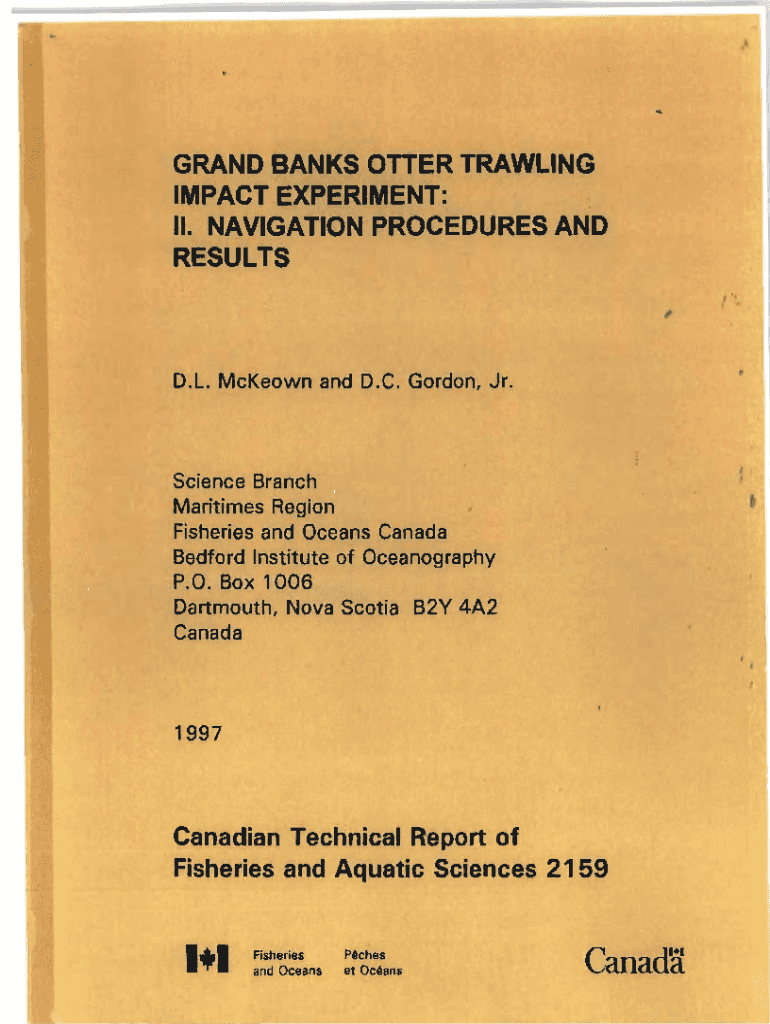 GRAND BANKS OTTER TRAWLING
IMPACT EXPERIMENT:
II. NAVIGATION PROCEDURES AND
RESULTS
D.L. McKeown and D.C. Gordon, Jr.
Science Branch
Maritimes Region
Fisheries and Oceans Canada
Bedford Institute of Oceanography
P.O. Box 1006
Dartmouth, Nova Scotia B2Y 4A2
Canada
1997
Canadian Technical Report of
Fisheries and Aquatic Sciences 2159
Fisheries Pêches
and Oceans et Océans
Canada